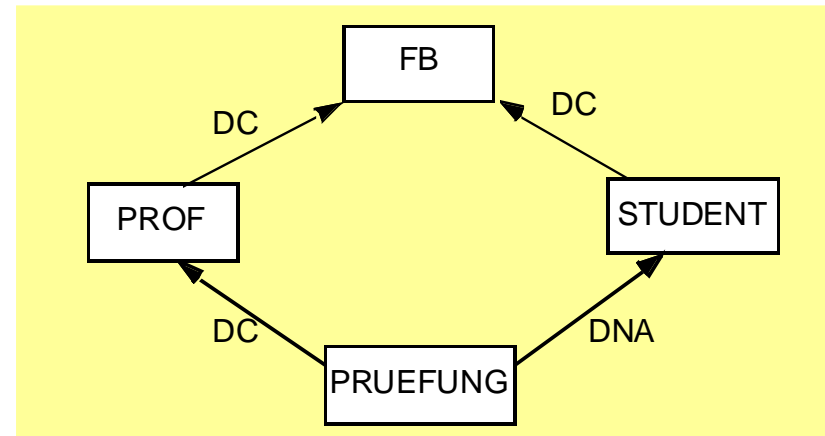 FB
DC
DC
PROF
STUDENT
DC
DNA
PRUEFUNG